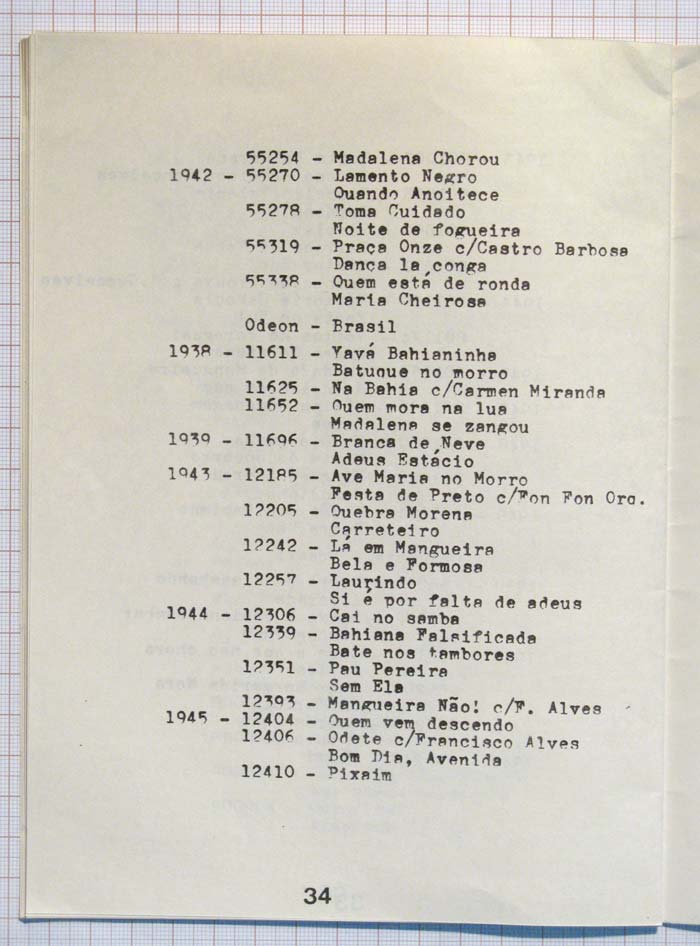 55254 - Madalena Chorou
1942 - 55270 - Lamento Negro
Quando Anoitece
55278 - Toma Cuidado
Noite de fogueira
55319 - Praça Onze c/Castro Barbosa
Dança la conga
55338 - Quem está de ronda
Maria Cheirosa
Odeon - Brasil
1938 - 11611 - Yayá Bahianinha
Batuque no morro
11625 - Na Bahia c/Carmen Miranda
11652 - Quem mora na lua
Madalena se zangou
1939 - 11696 - Branca de Neve
Adeus Estácio
1943 - 12185 - Ave Maria no Morro
Festa de Preto c/Fon Fon Orq.
12205 - Quebra Morena
Carreteiro
12242 - Lá em Mangueira
Bela e Formosa
12257 - Laurindo
Si é por falta de adeus
1944 - 12306 - Cai no samba
12339 - Bahiana Falsificada
Bate nos tambores
12351 - Pau Pereira
Sem Ela
12393 - Mangueira Não! c/F. Alves
1945 - 12404 - Quem vem descendo
12406 - Odete c/Francisco Alves
Bom Dia, Avenida
12410 - Pixaim
34